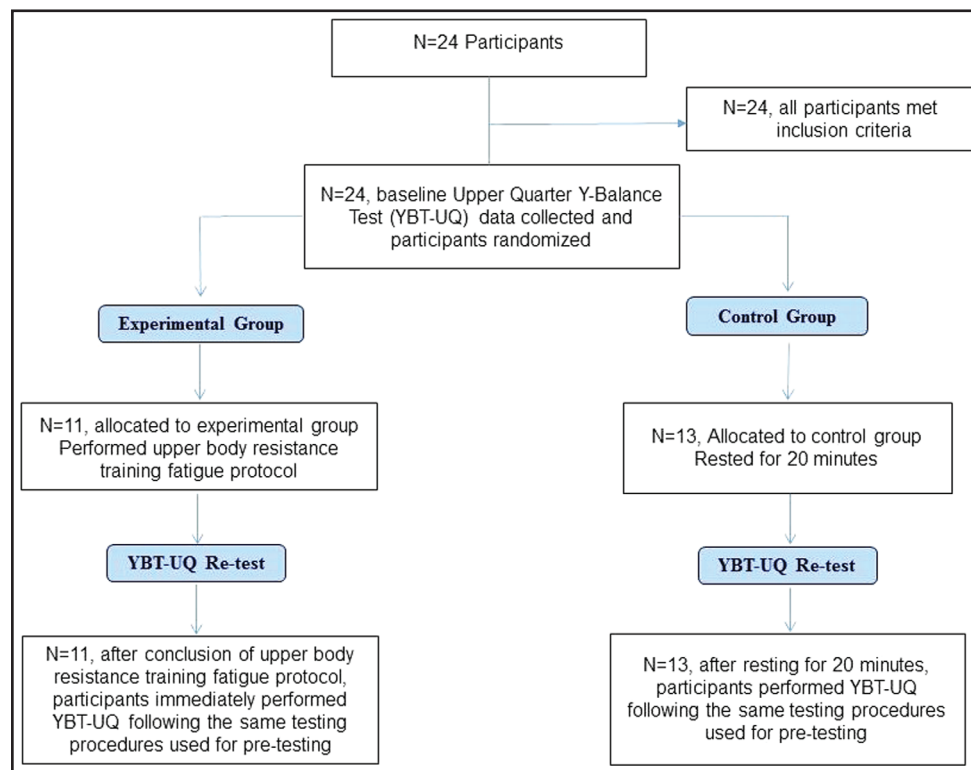 N=24 Participants
N=24, all participants met
inclusion criteria
N=24, baseline Upper Quarter Y-Balance
Test (YBT-UQ) data collected and
participants randomized
Experimental Group
Control Group
N=11, allocated to experimental group
Performed upper body resistance
training fatigue protocol
N=13, Allocated to control group
Rested for 20 minutes
YBT-UQ Re-test
YBT-UQ Re-test
N=11, after conclusion of upper body
resistance training fatigue protocol,
participants immediately performed
YBT-UQ following the same testing
procedures used for pre-testing
N=13, after resting for 20 minutes,
participants performed YBT-UQ
following the same testing procedures
used for pre-testing